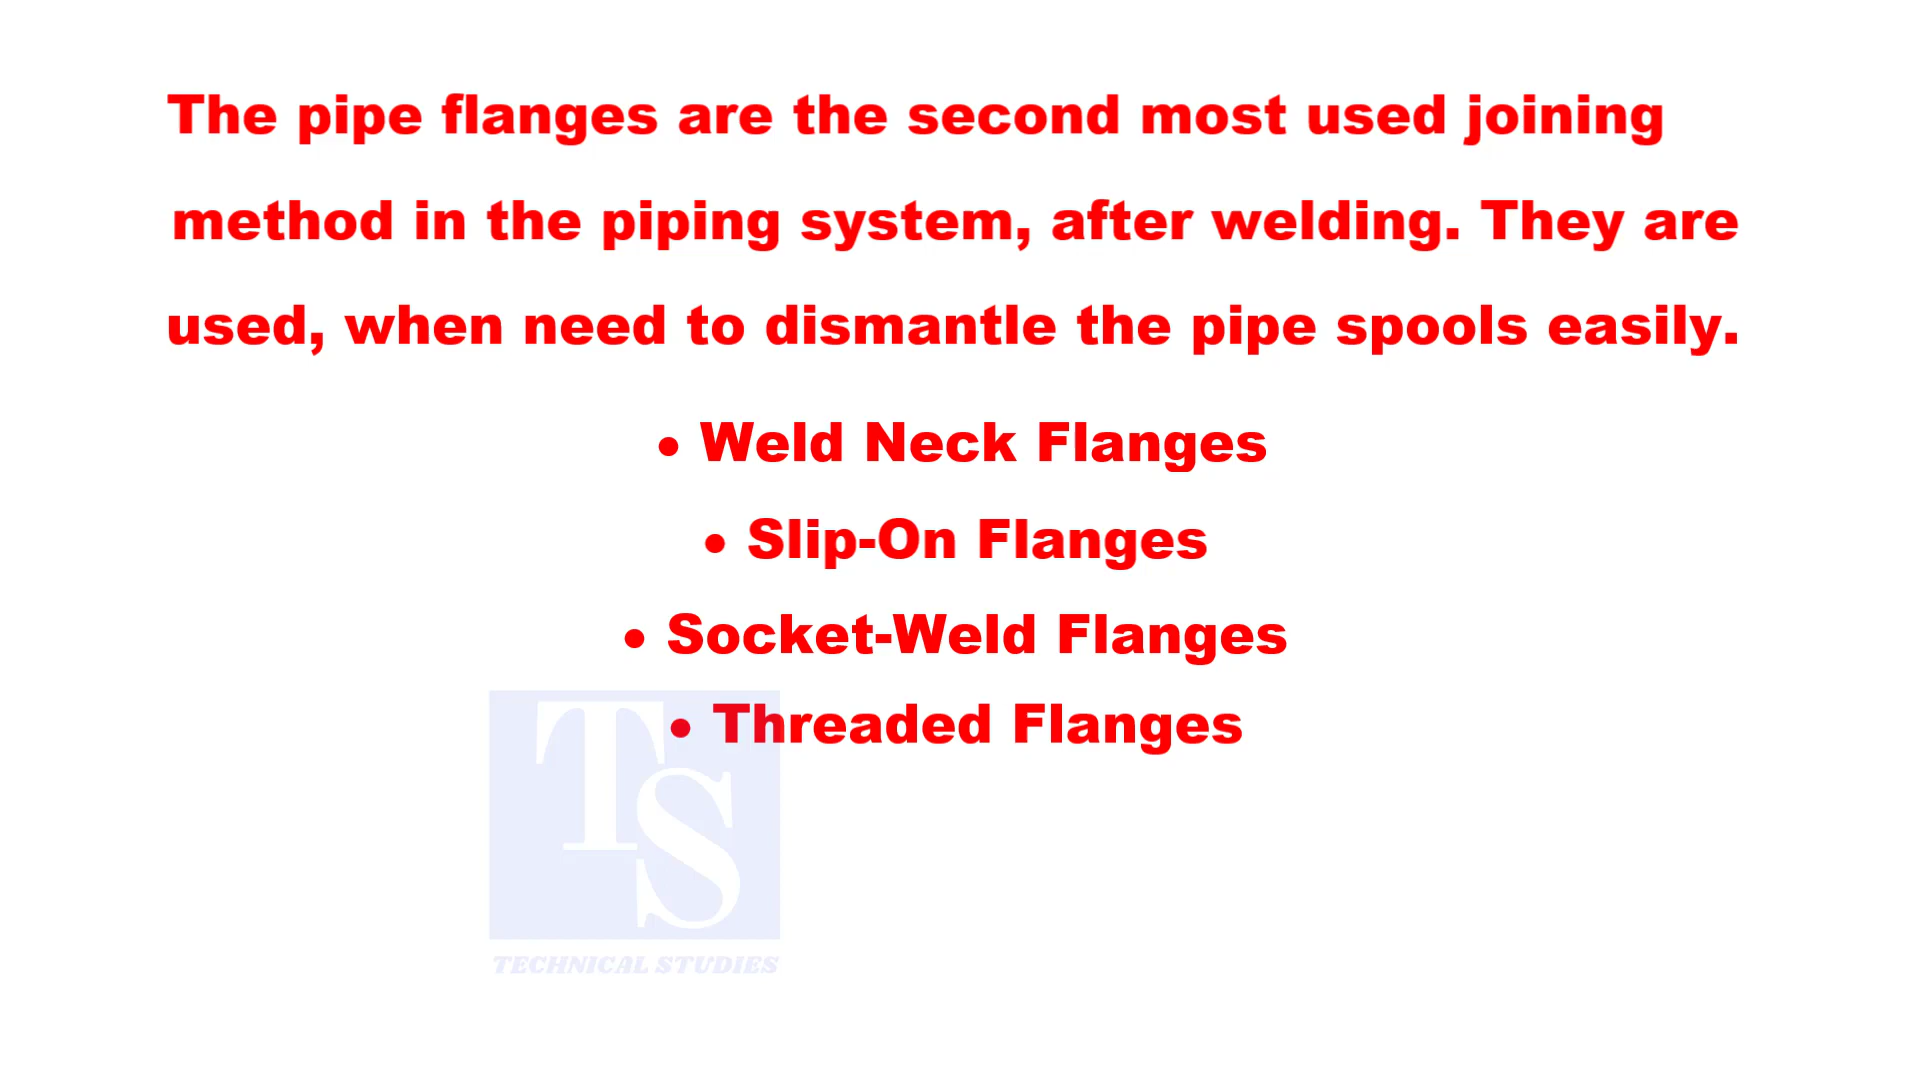 The pipe flanges are the second most used joining
method in the piping system, after welding. They are
used, when need to dismantle the pipe spools easily.
• Weld Neck Flanges
• Slip-On Flanges
• Socket-Weld Flanges
• Threaded Flanges
TS
TECHNICAL STUDIES